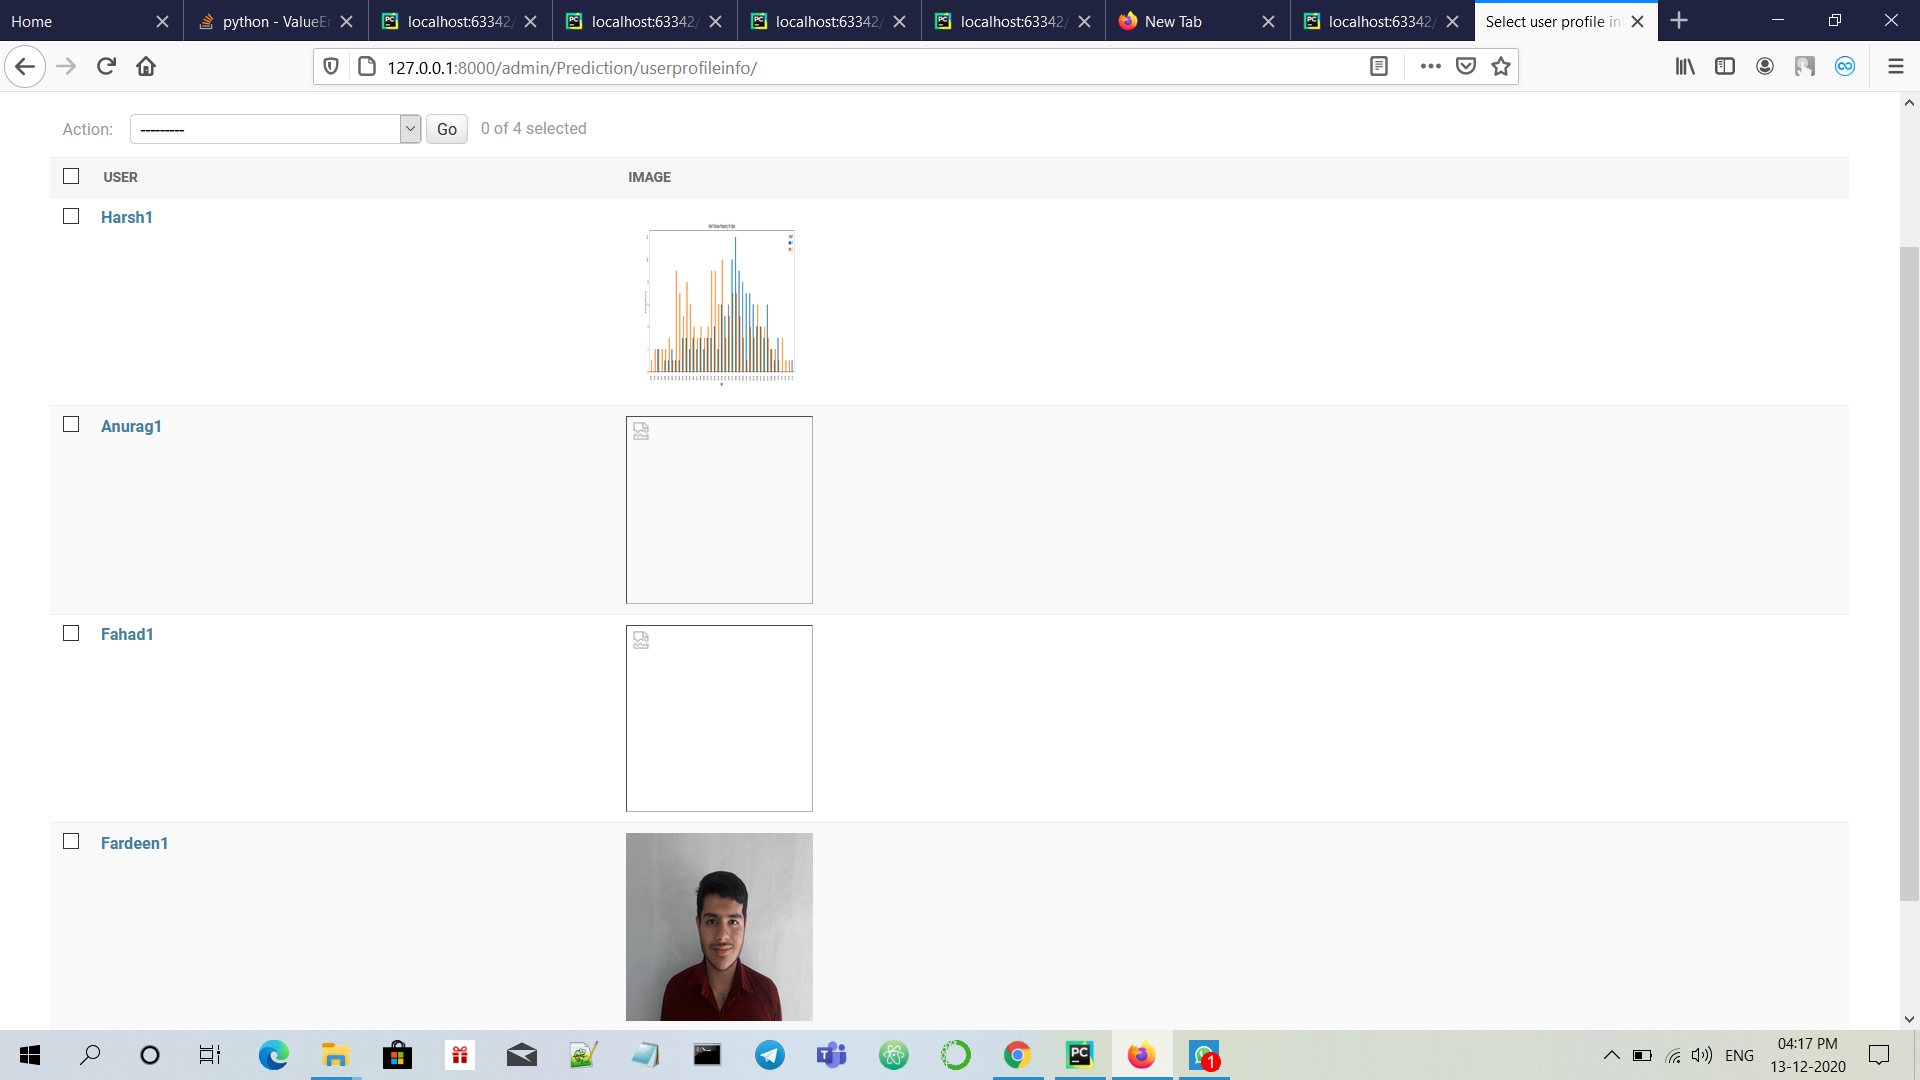 Home
python - ValueEr
localhost:63342/
localhost:63342/
localhost:63342/
localhost:63342/
New Tab
localhost:63342/
Select user profile in
127.0.0.1:8000/admin/Prediction/userprofileinfo/
Action:
---------
Go
0 of 4 selected
USER
IMAGE
Harsh1
Anurag1
Fahad1
Fardeen1
PC
1
ENG
04:17 PM
13-12-2020